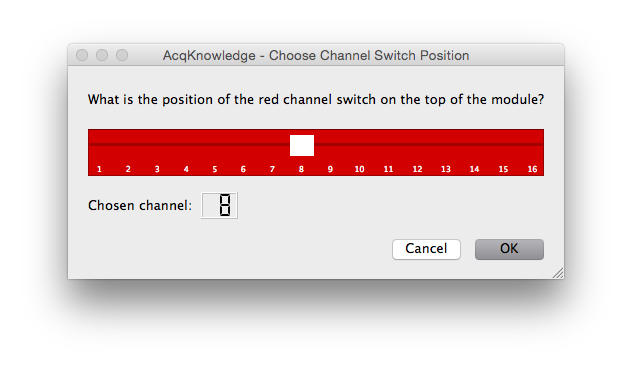 AcqKnowledge - Choose Channel Switch Position
What is the position of the red channel switch on the top of the module?
1 2 3 4 5 6 7 8 9 10 11 12 13 14 15 16
Chosen channel: 8
Cancel OK